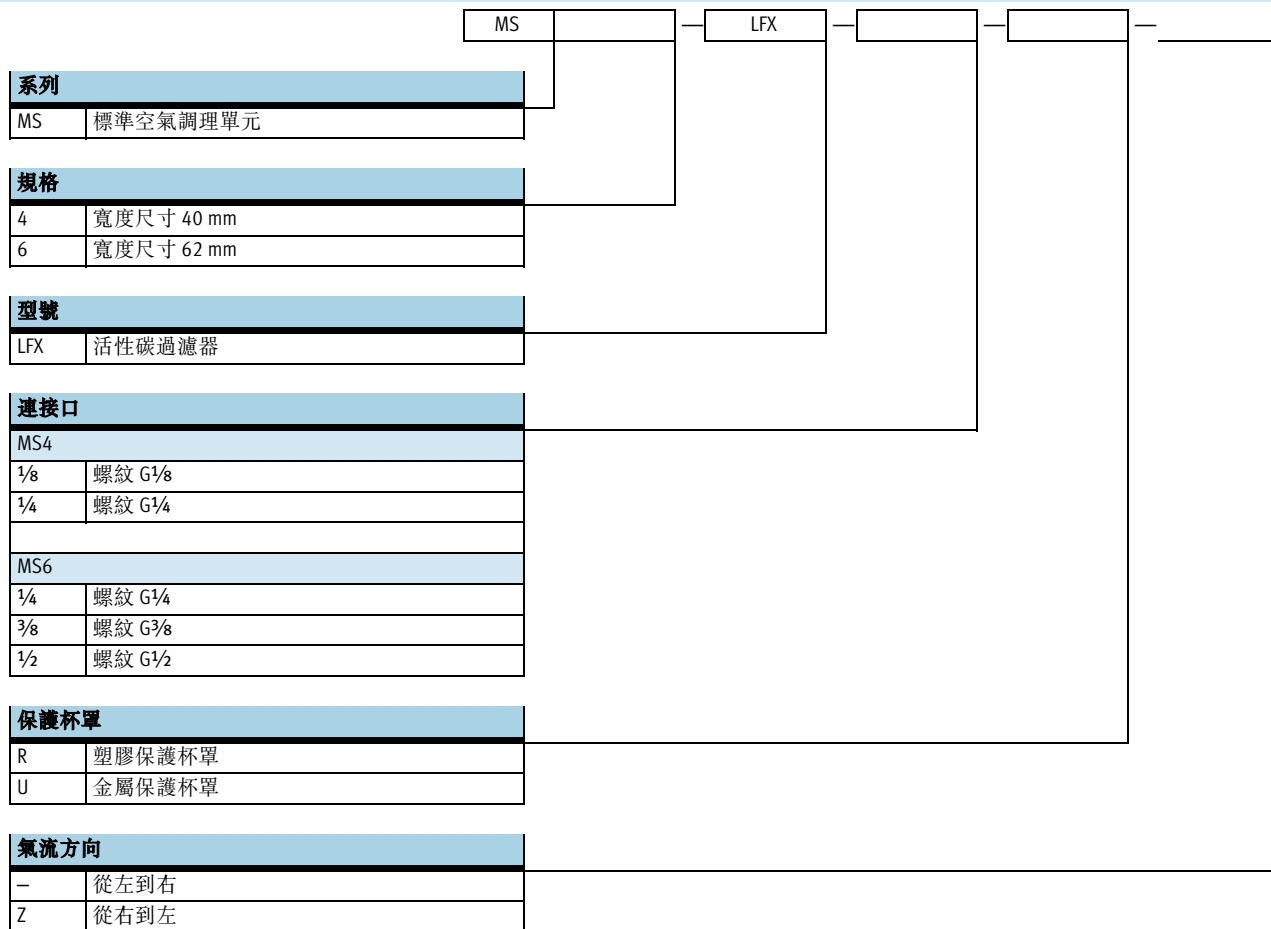 MS — LFX — — —
系列
MS 標準空氣調理單元
規格
4 寬度尺寸 40 mm
6 寬度尺寸 62 mm
型號
LFX 活性碳過濾器
連接口
MS4
⅛ 螺紋 G⅛
¼ 螺紋 G¼
MS6
¼ 螺紋 G¼
⅜ 螺紋 G⅜
½ 螺紋 G½
保護杯罩
R 塑膠保護杯罩
U 金屬保護杯罩
氣流方向
– 從左到右
Z 從右到左